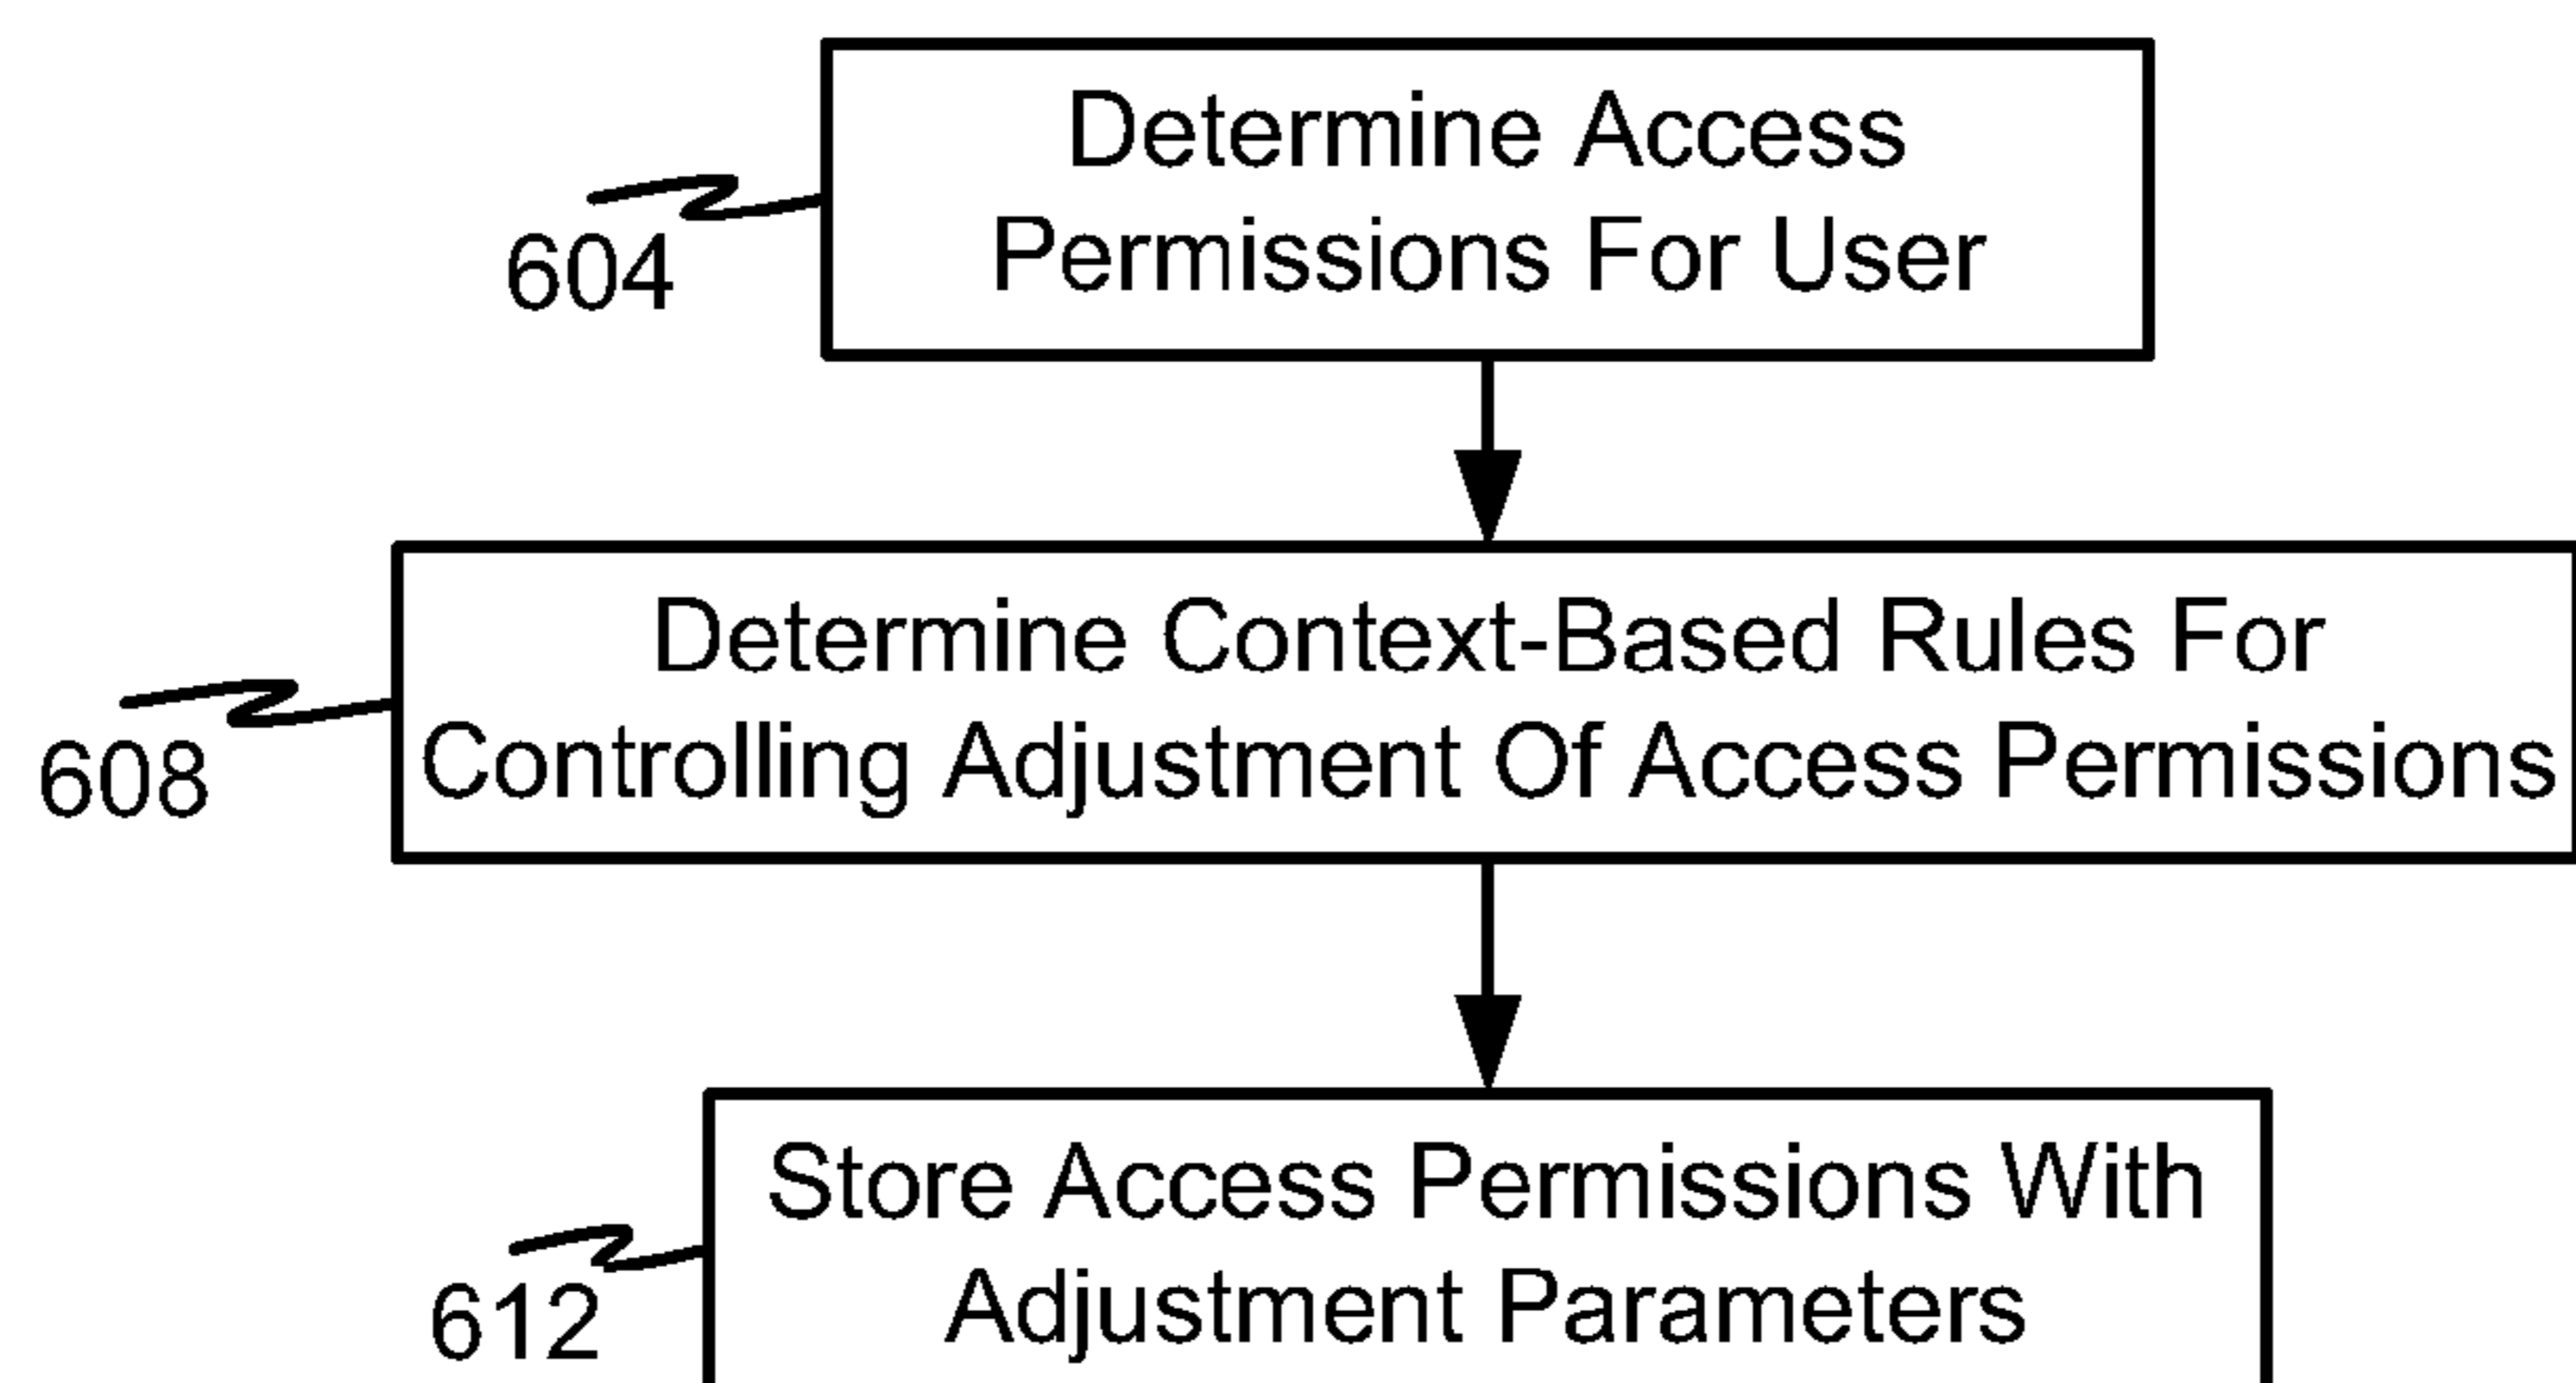 Determine Access
Permissions For User
604
Determine Context-Based Rules For
Controlling Adjustment Of Access Permissions
608
Store Access Permissions With
Adjustment Parameters
612